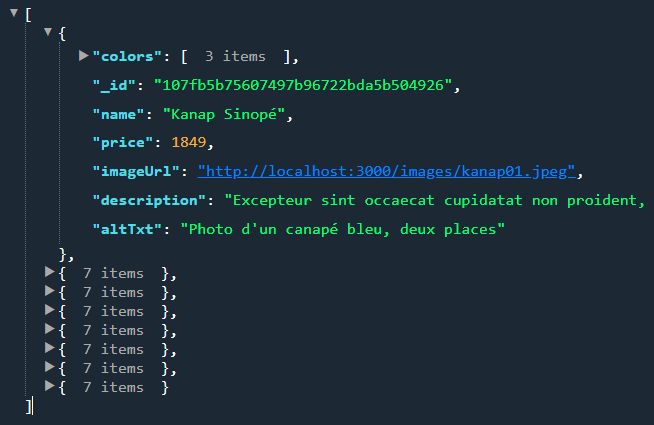 [
{
"colors": [ 3 items ],
"_id": "107fb5b75607497b96722bda5b504926",
"name": "Kanap Sinopé",
"price": 1849,
"imageUrl": "http://localhost:3000/images/kanap01.jpeg",
"description": "Excepteur sint occaecat cupidatat non proident,
"altTxt": "Photo d'un canapé bleu, deux places"
},
{ 7 items },
{ 7 items },
{ 7 items },
{ 7 items },
{ 7 items },
{ 7 items },
{ 7 items }
]